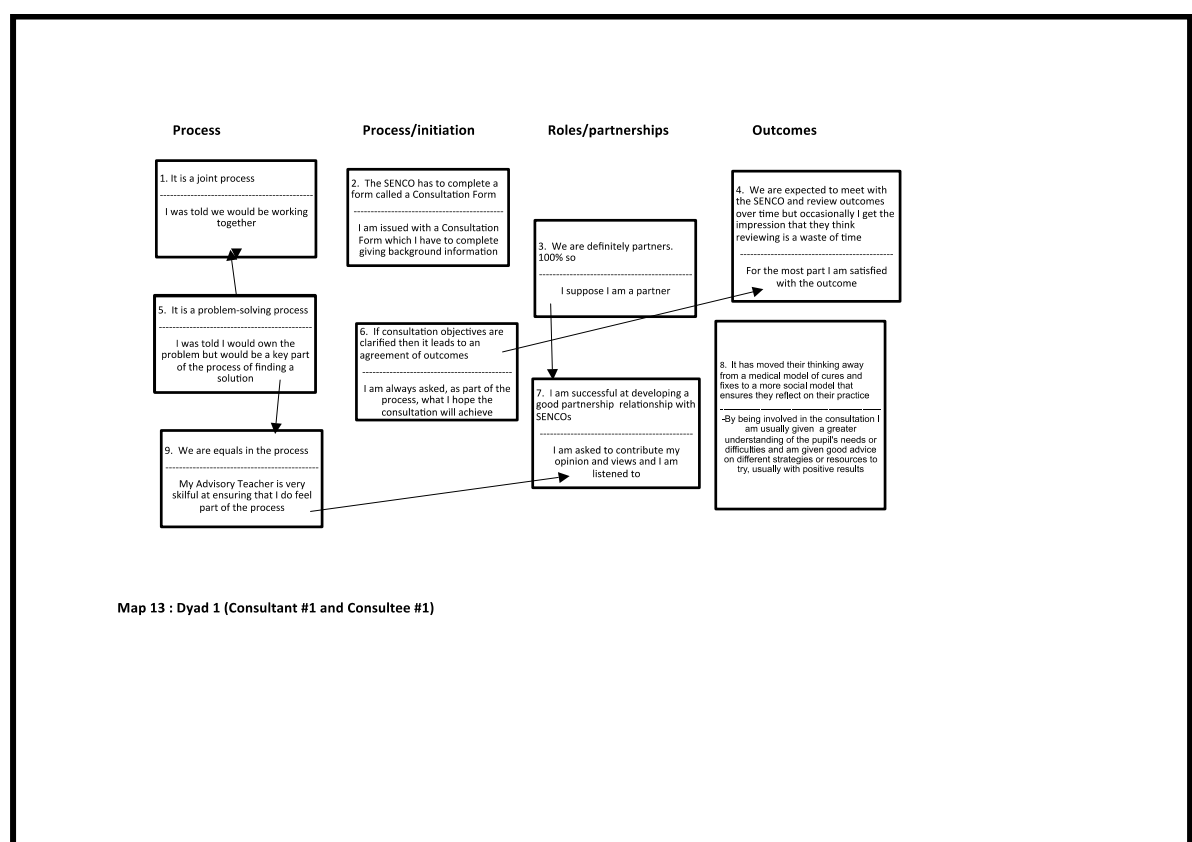 Process
Process/initiation
Roles/partnerships
Outcomes
1. It is a joint process
I was told we would be working
together
2. The SENCO has to complete a
form called a Consultation Form
I am issued with a Consultation
Form which I have to complete
giving background information
3. We are definitely partners.
100% so
I suppose I am a partner
4. We are expected to meet with
the SENCO and review outcomes
over time but occasionally I get the
impression that they think
reviewing is a waste of time
For the most part I am satisfied
with the outcome
5. It is a problem-solving process
I was told I would own the
problem but would be a key part
of the process of finding a
solution
6. If consultation objectives are
clarified then it leads to an
agreement of outcomes
I am always asked, as part of the
process, what I hope the
consultation will achieve
7. I am successful at developing a
good partnership relationship with
SENCOs
I am asked to contribute my
opinion and views and I am
listened to
8. It has moved their thinking away
from a medical model of cures and
fixes to a more social model that
ensures they reflect on their practice
-By being involved in the consultation I
am usually given a greater
understanding of the pupil's needs or
difficulties and am given good advice
on different strategies or resources to
try, usually with positive results
9. We are equals in the process
My Advisory Teacher is very
skilful at ensuring that I do feel
part of the process
Map 13 : Dyad 1 (Consultant #1 and Consultee #1)